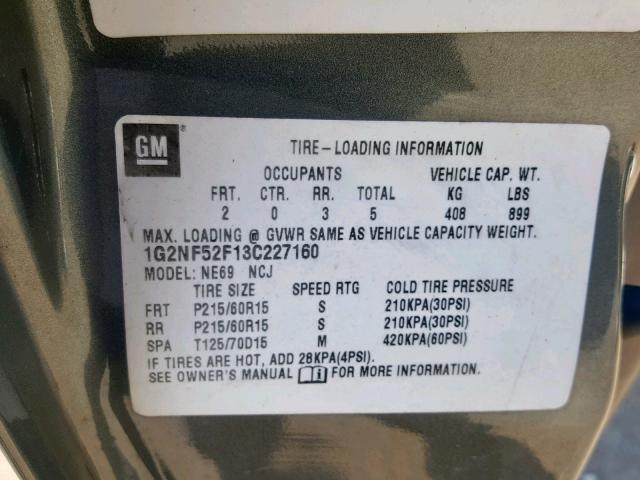 GM
TIRE-LOADING INFORMATION
OCCUPANTS VEHICLE CAP. WT.
FRT. CTR. RR. TOTAL KG LBS
2 0 3 5 408 899
MAX. LOADING @ GVWR SAME AS VEHICLE CAPACITY WEIGHT.
1G2NF52F13C227160
MODEL: NE69 NCJ
TIRE SIZE SPEED RTG COLD TIRE PRESSURE
FRT P215/60R15 S 210KPA(30PSI)
RR P215/60R15 S 210KPA(30PSI)
SPA T125/70D15 M 420KPA(60PSI)
IF TIRES ARE HOT, ADD 28KPA(4PSI).
SEE OWNER'S MANUAL FOR MORE INFORMATION.